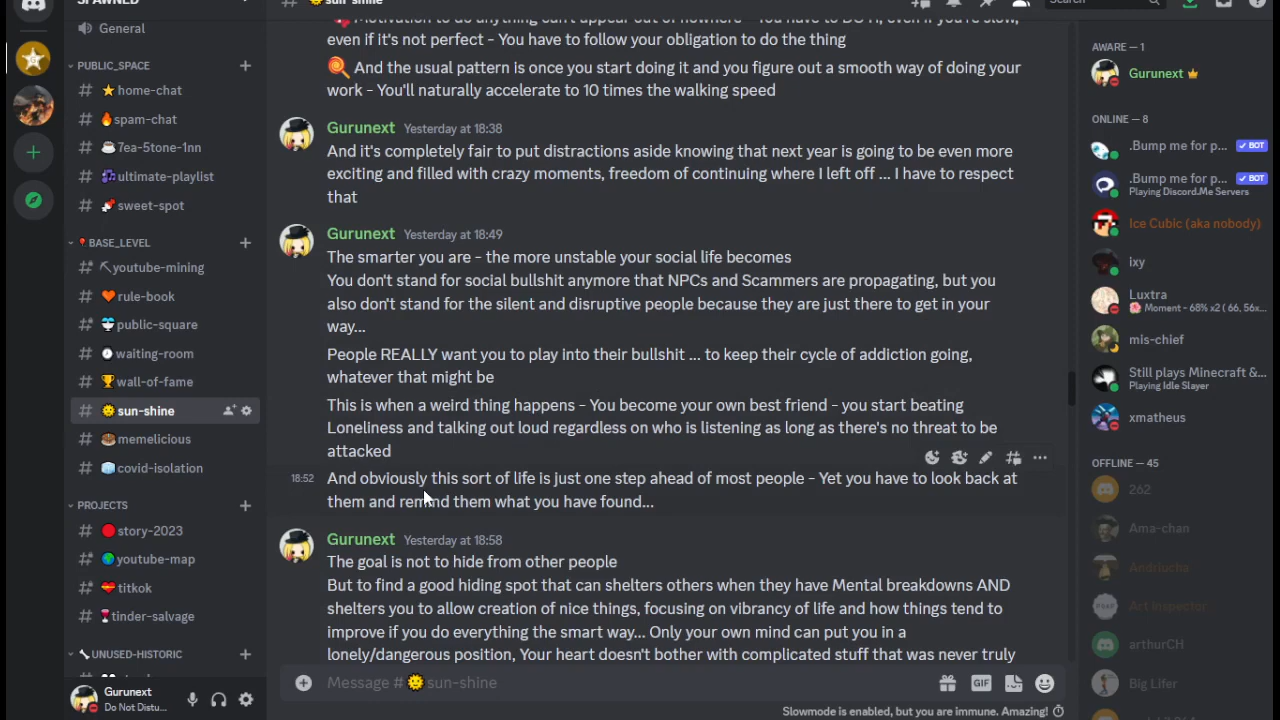 SPAWNED
General
PUBLIC_SPACE
home-chat
spam-chat
7ea-5tone-1nn
ultimate-playlist
sweet-spot
BASE_LEVEL
youtube-mining
rule-book
public-square
waiting-room
wall-of-fame
sun-shine
memelicious
covid-isolation
PROJECTS
story-2023
youtube-map
titkok
tinder-salvage
UNUSED-HISTORIC
Gurunext
Do Not Distu...
sun-shine
even if it's not perfect - You have to follow your obligation to do the thing
And the usual pattern is once you start doing it and you figure out a smooth way of doing your
work - You'll naturally accelerate to 10 times the walking speed
Gurunext Yesterday at 18:38
And it's completely fair to put distractions aside knowing that next year is going to be even more
exciting and filled with crazy moments, freedom of continuing where I left off ... I have to respect
that
Gurunext Yesterday at 18:49
The smarter you are - the more unstable your social life becomes
You don't stand for social bullshit anymore that NPCs and Scammers are propagating, but you
also don't stand for the silent and disruptive people because they are just there to get in your
way...
People REALLY want you to play into their bullshit ... to keep their cycle of addiction going,
whatever that might be
This is when a weird thing happens - You become your own best friend - you start beating
Loneliness and talking out loud regardless on who is listening as long as there's no threat to be
attacked
18:52 And obviously this sort of life is just one step ahead of most people - Yet you have to look back at
them and remind them what you have found...
Gurunext Yesterday at 18:58
The goal is not to hide from other people
But to find a good hiding spot that can shelters others when they have Mental breakdowns AND
shelters you to allow creation of nice things, focusing on vibrancy of life and how things tend to
improve if you do everything the smart way... Only your own mind can put you in a
lonely/dangerous position, Your heart doesn't bother with complicated stuff that was never truly
Message # sun-shine
GIF
Slowmode is enabled, but you are immune. Amazing!
Search
AWARE — 1
Gurunext
ONLINE — 8
.Bump me for p... BOT
.Bump me for p... BOT
Playing Discord.Me Servers
Ice Cubic (aka nobody)
ixy
Luxtra
Moment - 68% x2 ( 66, 56x...
mis-chief
Still plays Minecraft &...
Playing Idle Slayer
xmatheus
OFFLINE — 45
262
Ama-chan
Andriuchs
Art Inspector
arthurCH
Big Lifer